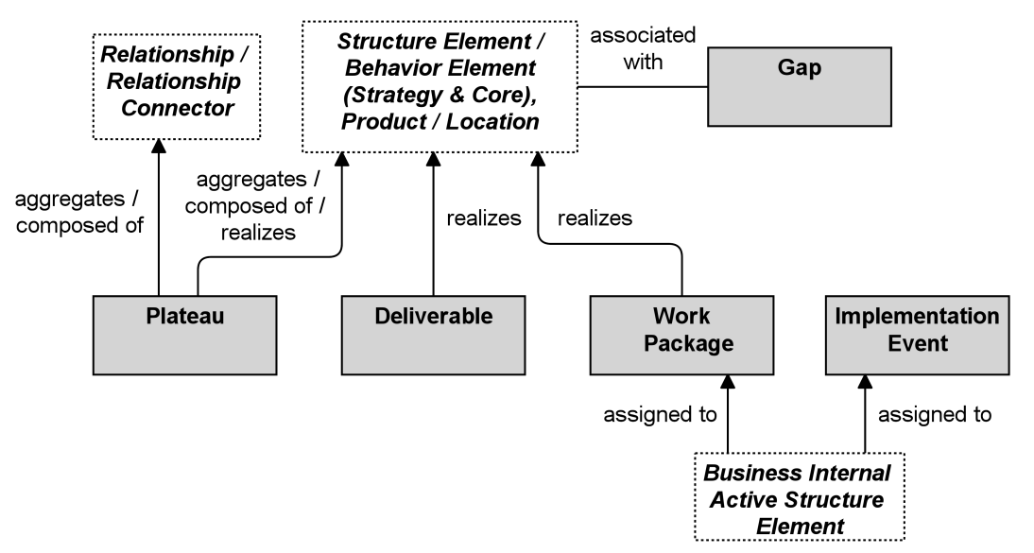 Relationship /
Relationship
Connector
Structure Element /
Behavior Element
(Strategy & Core),
Product / Location
associated
with
Gap
aggregates /
composed of
aggregates /
composed of /
realizes
realizes
realizes
Plateau
Deliverable
Work
Package
Implementation
Event
assigned to
assigned to
Business Internal
Active Structure
Element